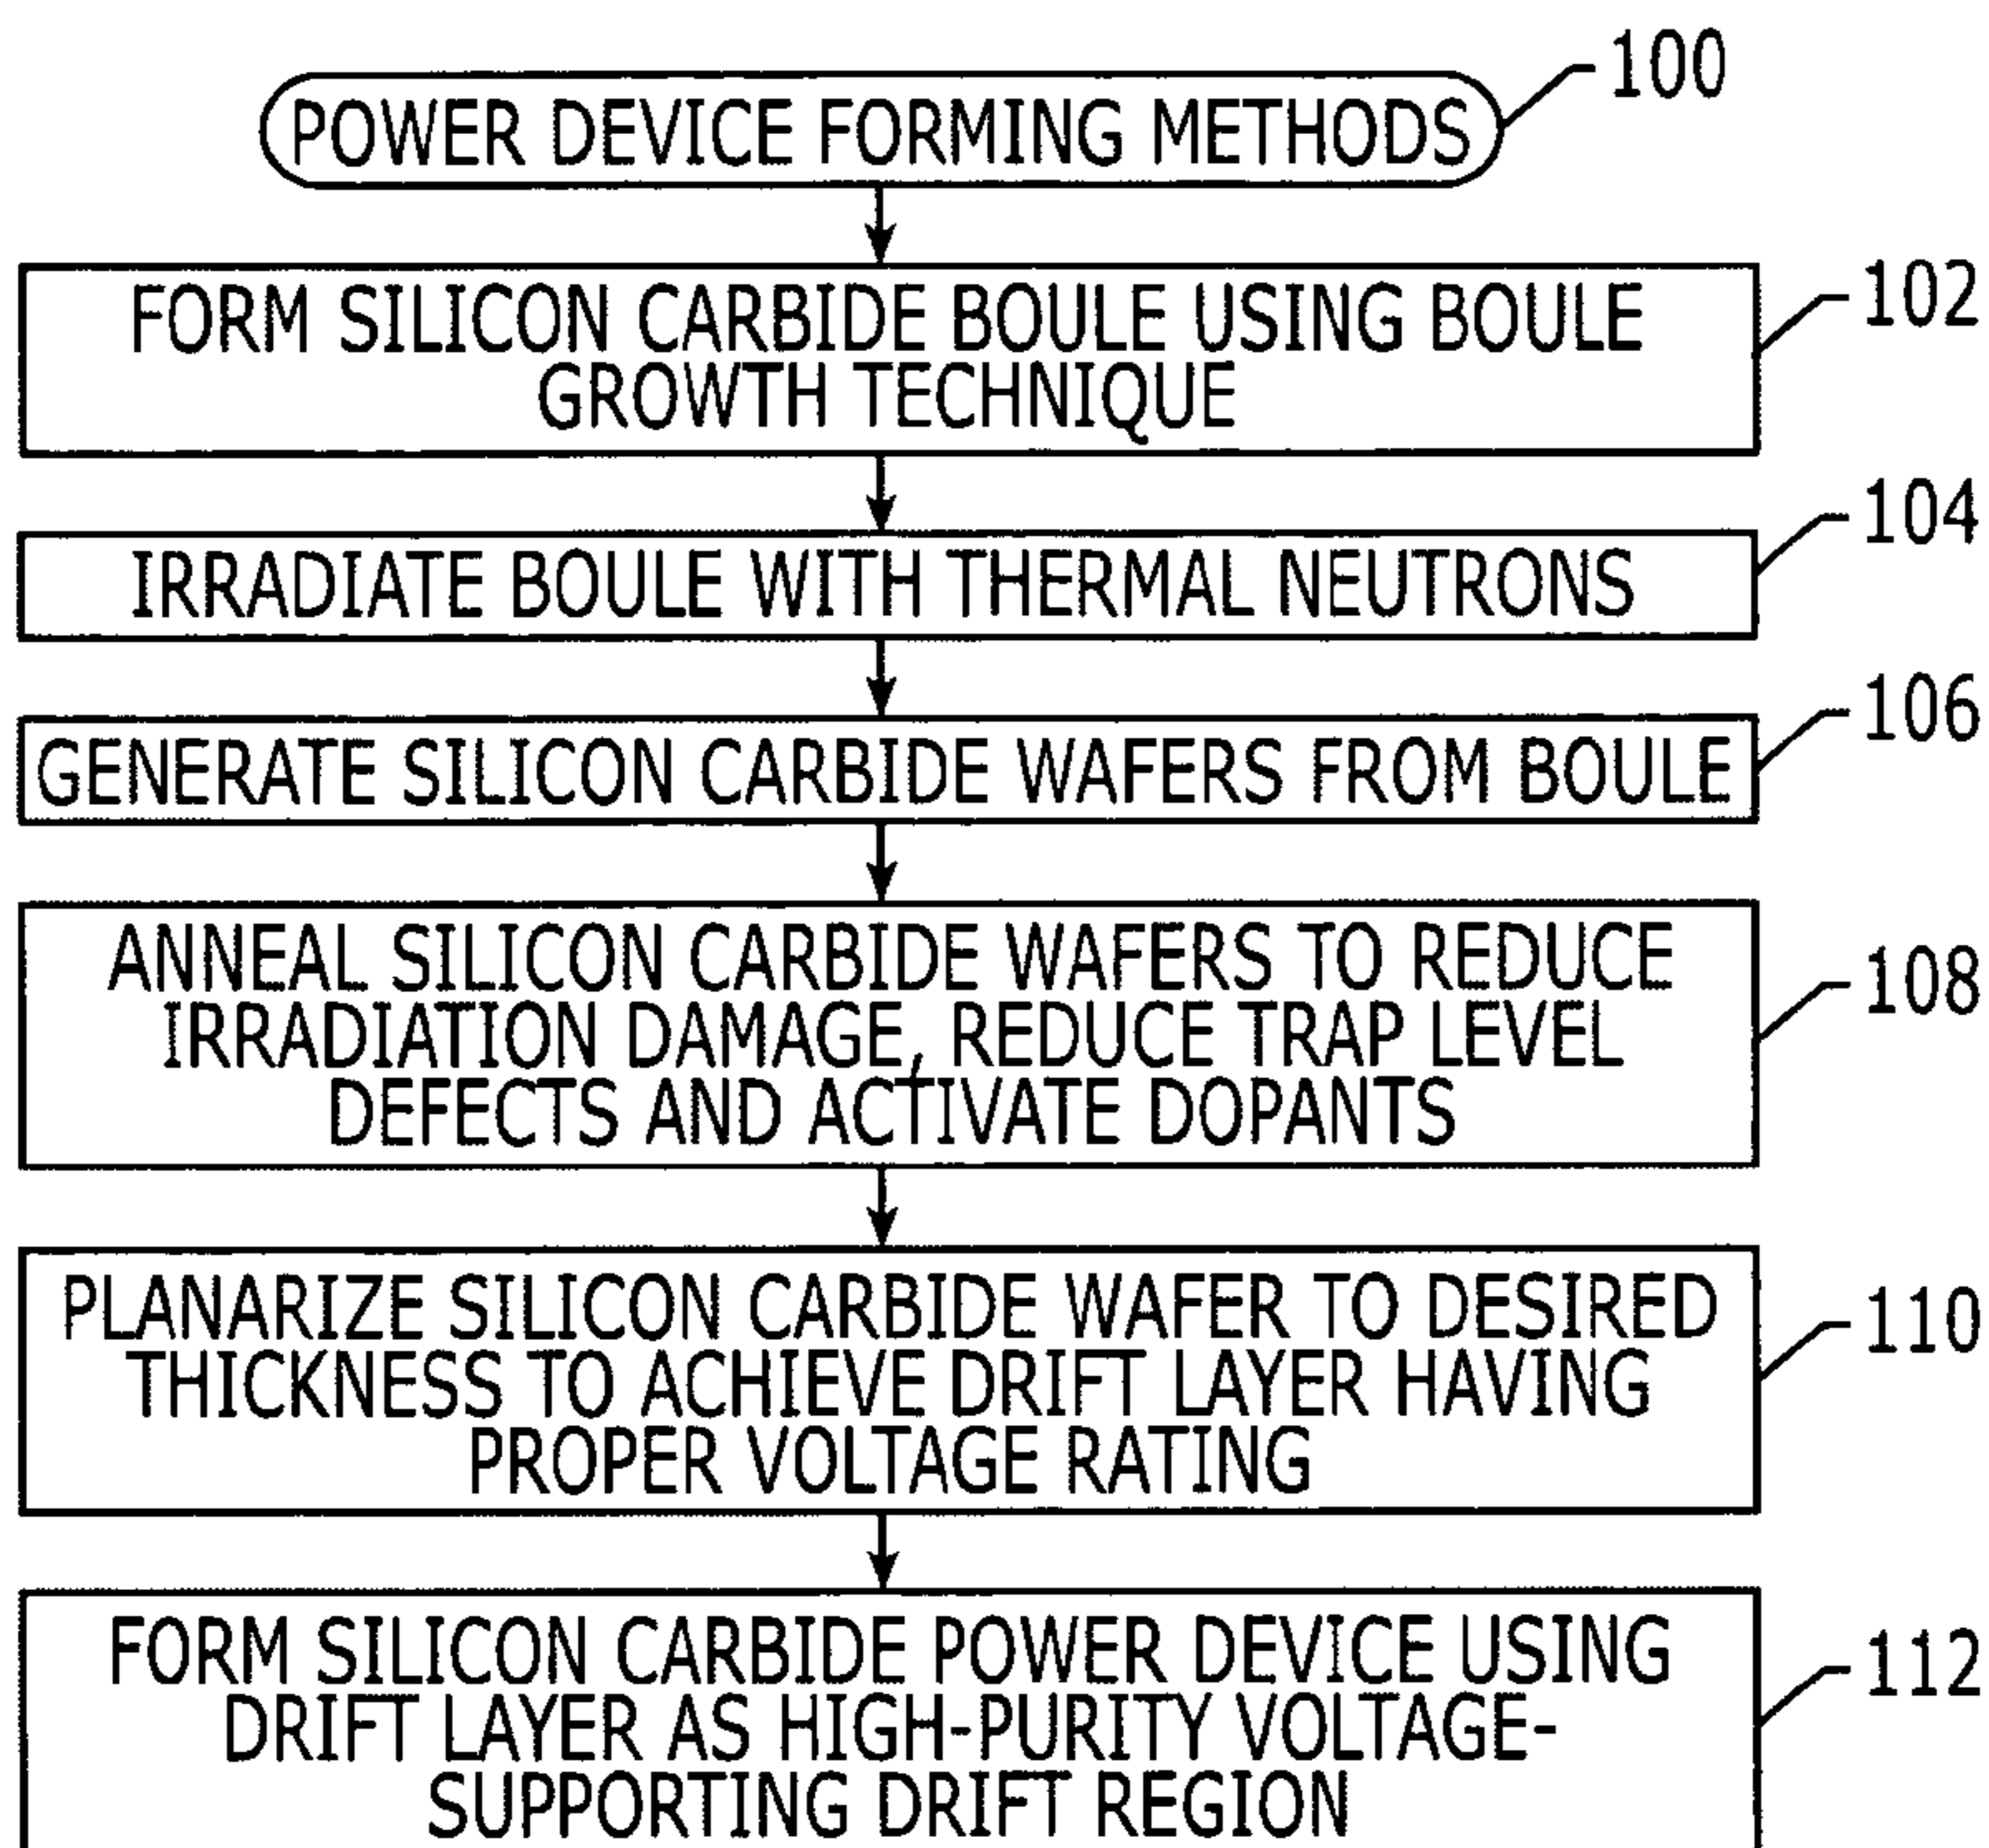 100
POWER DEVICE FORMING METHODS
102
FORM SILICON CARBIDE BOULE USING BOULE
GROWTH TECHNIQUE
104
IRRADIATE BOULE WITH THERMAL NEUTRONS
106
GENERATE SILICON CARBIDE WAFERS FROM BOULE
ANNEAL SILICON CARBIDE WAFERS TO REDUCE
108
IRRADIATION DAMAGE, REDUCE TRAP LEVEL
DEFECTS AND ACTIVATE DOPANTS
PLANARIZE SILICON CARBIDE WAFER TO DESIRED
110
THICKNESS TO ACHIEVE DRIFT LAYER HAVING
PROPER VOLTAGE RATING
FORM SILICON CARBIDE POWER DEVICE USING
112
DRIFT LAYER AS HIGH-PURITY VOLTAGE-
SUPPORTING DRIFT REGION